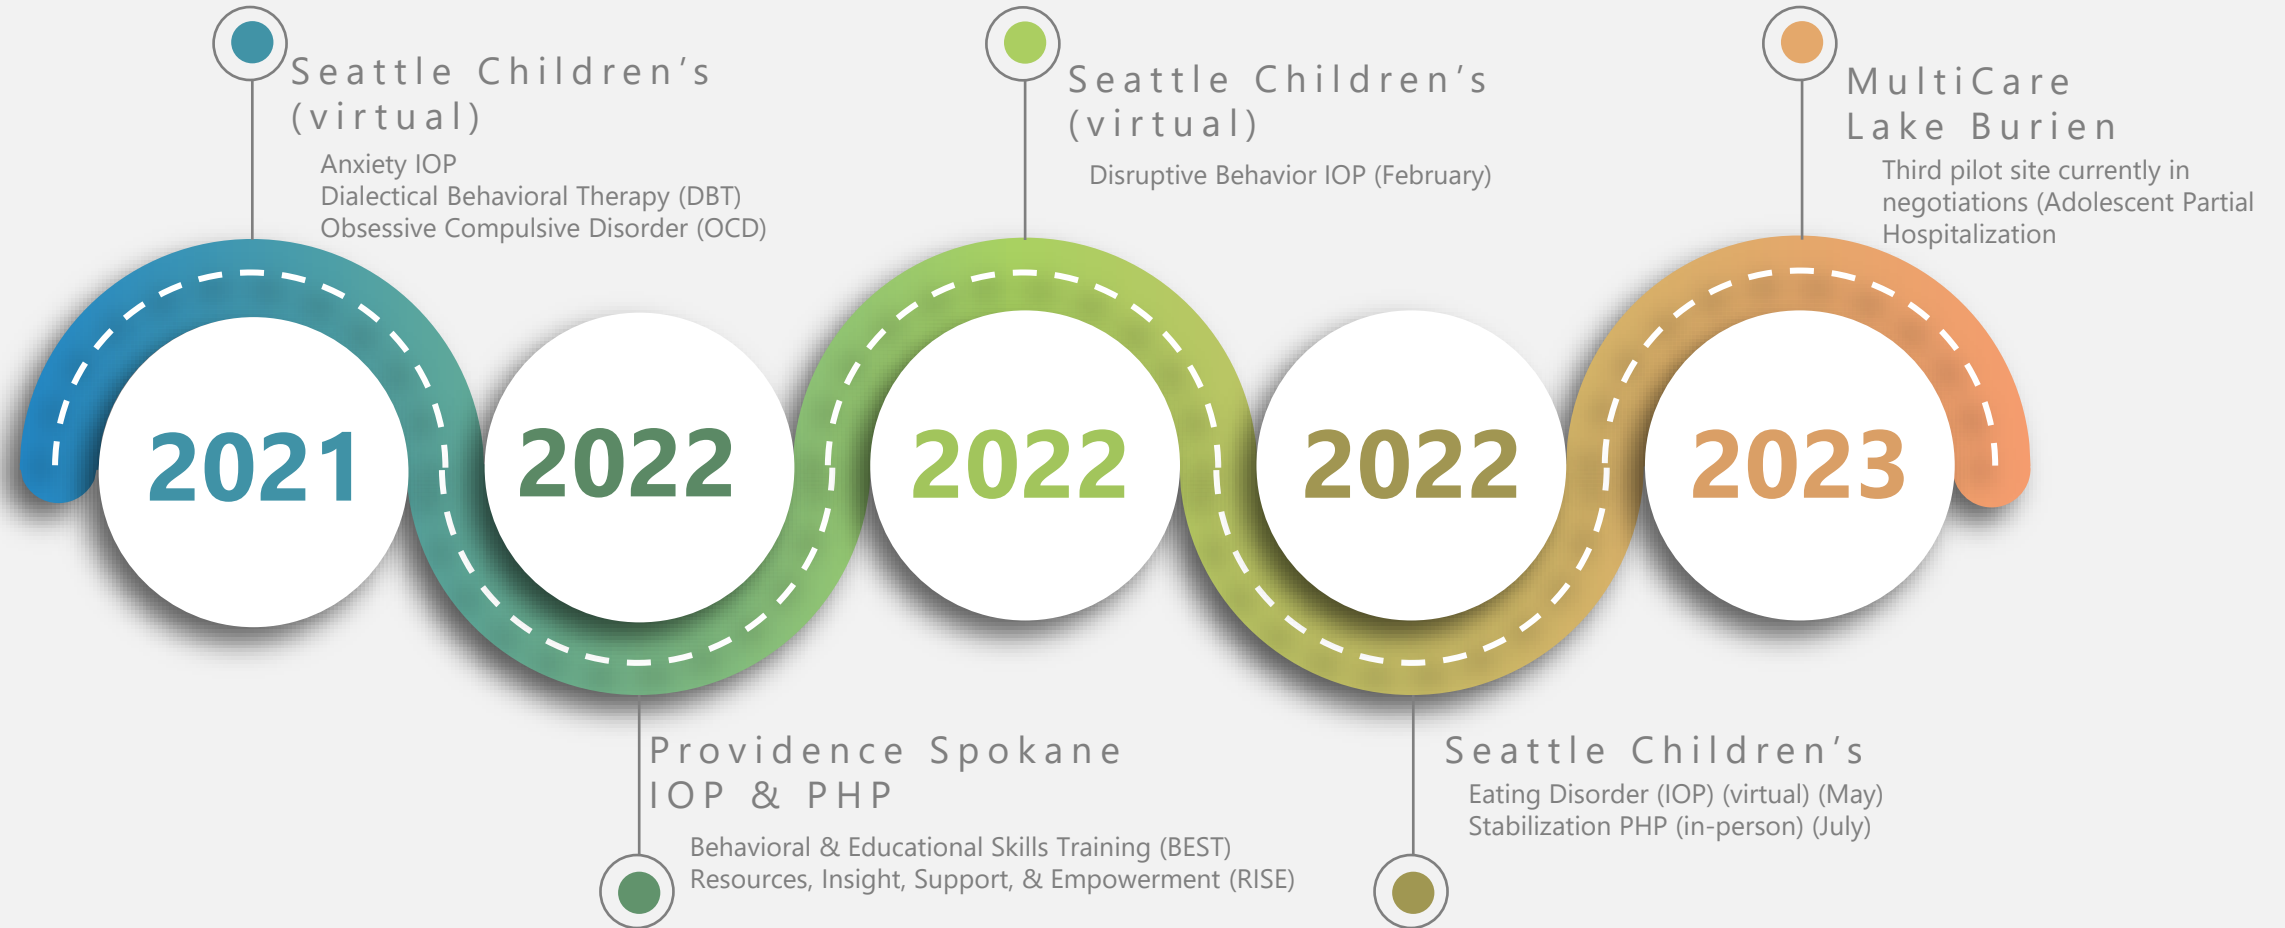 Seattle Children’s
(virtual)
Anxiety IOP
Dialectical Behavioral Therapy (DBT)
Obsessive Compulsive Disorder (OCD)
2021
Providence Spokane
IOP & PHP
Behavioral & Educational Skills Training (BEST)
Resources, Insight, Support, & Empowerment (RISE)
2022
Seattle Children’s
(virtual)
Disruptive Behavior IOP (February)
2022
Seattle Children’s
Eating Disorder (IOP) (virtual) (May)
Stabilization PHP (in-person) (July)
2022
MultiCare
Lake Burien
Third pilot site currently in
negotiations (Adolescent Partial
Hospitalization
2023